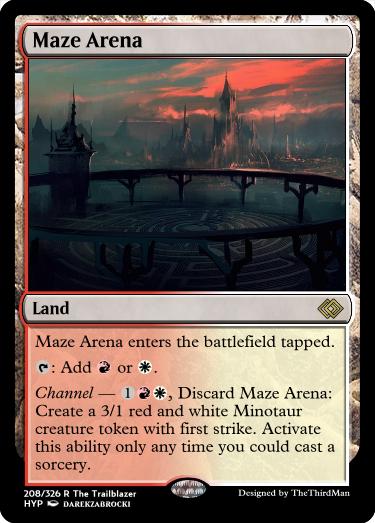 Maze Arena
Land
Maze Arena enters the battlefield tapped.
: Add or .
Channel — 1, Discard Maze Arena:
Create a 3/1 red and white Minotaur
creature token with first strike. Activate
this ability only any time you could cast a
sorcery.
208/326 R The Trailblazer
Designed by TheThirdMan
HYP DAREKZABROCKI